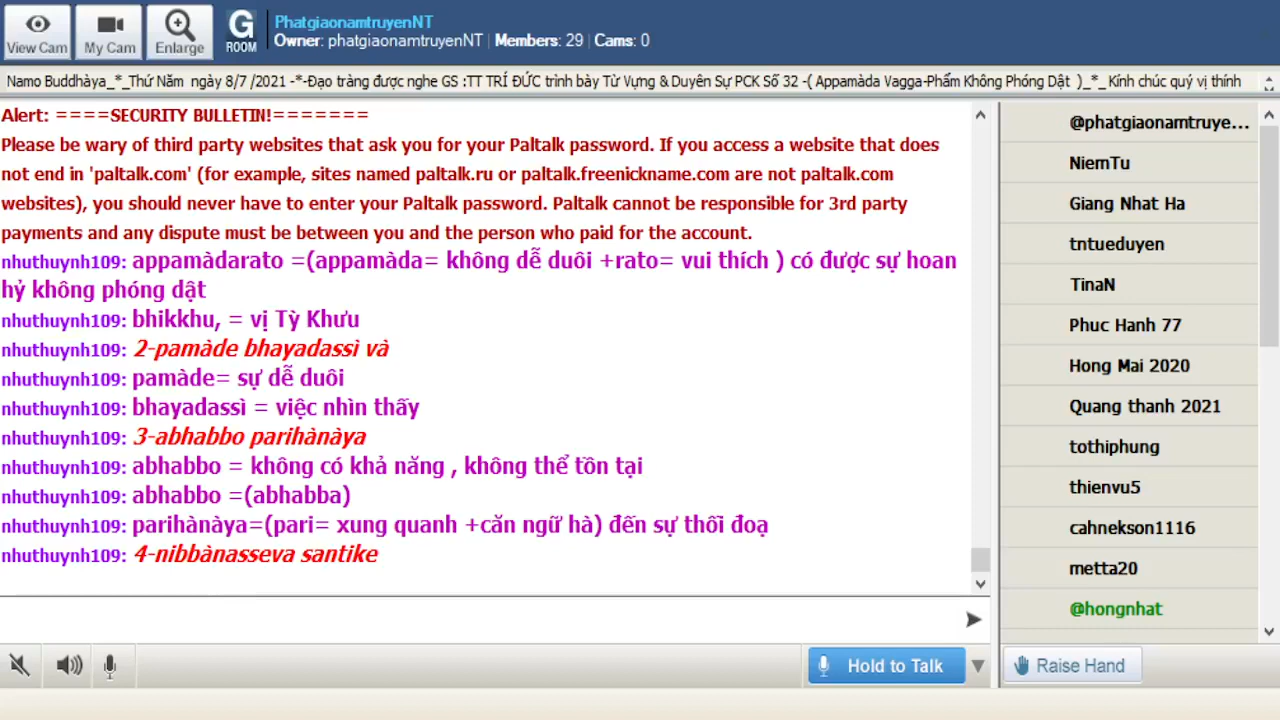 View Cam
My Cam
Enlarge
G
ROOM
PhatgiaonamtruyenNT
Owner: phatgiaonamtruyenNT | Members: 29 | Cams: 0
Namo Buddhàya_*_Thứ Năm ngày 8/7 /2021 -*-Đạo tràng được nghe GS :TT TRÍ ĐỨC trình bày Từ Vựng & Duyên Sự PCK Số 32 -( Appamàda Vagga-Phẩm Không Phóng Dật )_*_ Kính chúc quý vị thính
Alert: ====SECURITY BULLETIN!=======
Please be wary of third party websites that ask you for your Paltalk password. If you access a website that does
not end in 'paltalk.com' (for example, sites named paltalk.ru or paltalk.freenickname.com are not paltalk.com
websites), you should never have to enter your Paltalk password. Paltalk cannot be responsible for 3rd party
payments and any dispute must be between you and the person who paid for the account.
nhuthuynh109: appamàdarato =(appamàda= không dễ duôi +rato= vui thích ) có được sự hoan
hỷ không phóng dật
nhuthuynh109: bhikkhu, = vị Tỳ Khưu
nhuthuynh109: 2-pamàde bhayadassì và
nhuthuynh109: pamàde= sự dễ duôi
nhuthuynh109: bhayadassì = việc nhìn thấy
nhuthuynh109: 3-abhabbo parihànàya
nhuthuynh109: abhabbo = không có khả năng , không thể tồn tại
nhuthuynh109: abhabbo =(abhabba)
nhuthuynh109: parihànàya=(pari= xung quanh +căn ngữ hà) đến sự thối đoạ
nhuthuynh109: 4-nibbànasseva santike
@phatgiaonamtruye...
NiemTu
Giang Nhat Ha
tntueduyen
TinaN
Phuc Hanh 77
Hong Mai 2020
Quang thanh 2021
tothiphung
thienvu5
cahnekson1116
metta20
@hongnhat
Hold to Talk
Raise Hand